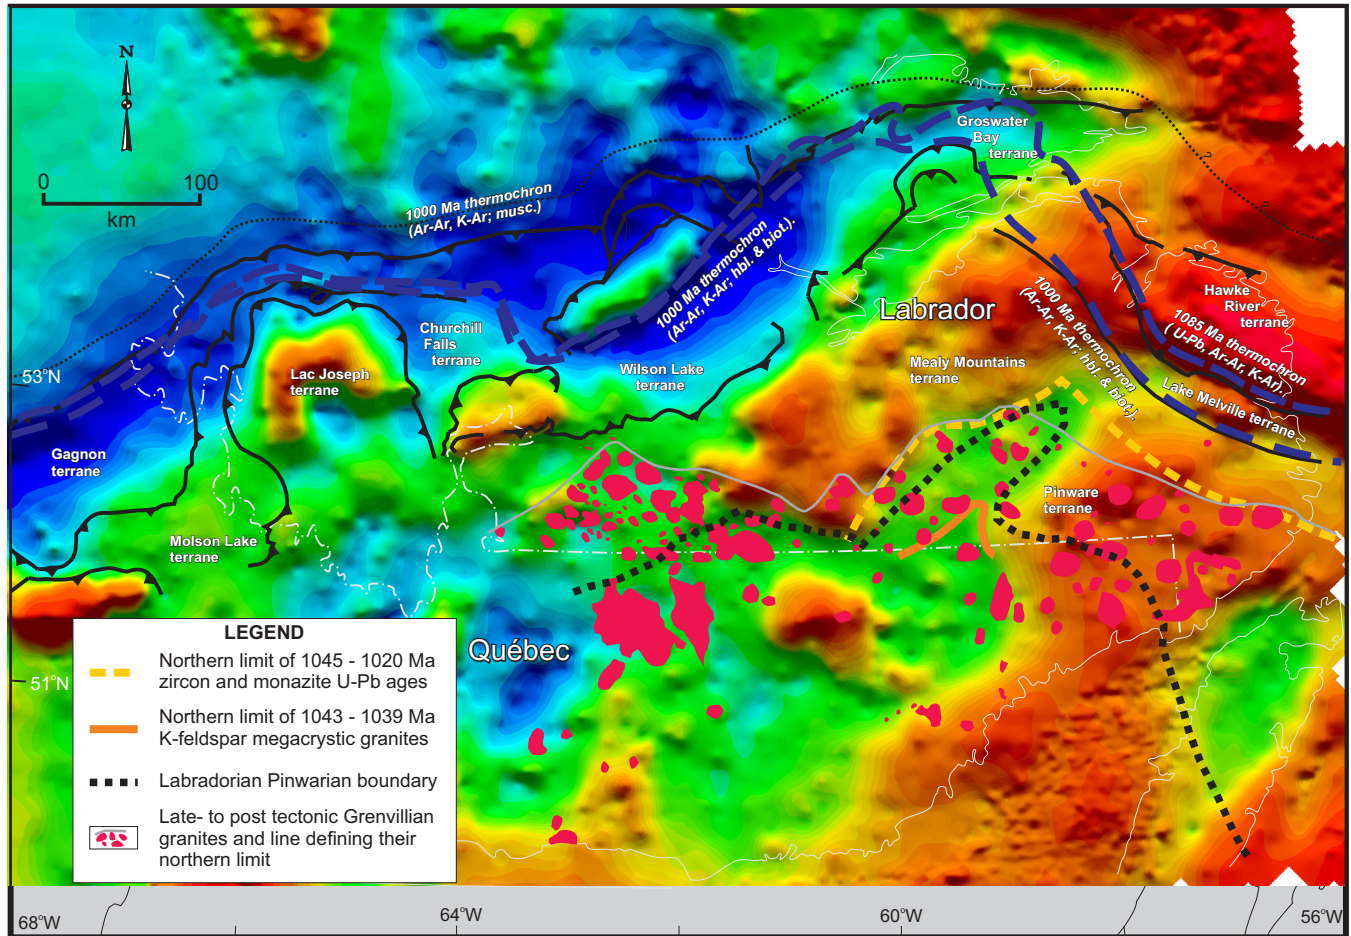 N
0 100
km
1000 Ma thermochron
(Ar-Ar, K-Ar; musc.)
Groswater
Bay
terrane
?
?
1000 Ma thermochron
(Ar-Ar, K-Ar; hbl. & biot.).
Labrador
1000 Ma thermochron
(Ar-Ar, K-Ar; hbl. & biot.).
Hawke
River
terrane
1085 Ma thermochron
( U-Pb, Ar-Ar, K-Ar).
Churchill
Falls
terrane
53°N
Lac Joseph
terrane
Wilson Lake
terrane
Mealy Mountains
terrane
Lake Melville terrane
Gagnon
terrane
Pinware
terrane
Molson Lake
terrane
Québec
51°N
LEGEND
Northern limit of 1045 - 1020 Ma
zircon and monazite U-Pb ages
Northern limit of 1043 - 1039 Ma
K-feldspar megacrystic granites
Labradorian Pinwarian boundary
Late- to post tectonic Grenvillian
granites and line defining their
northern limit
68°W 64°W 60°W 56°W